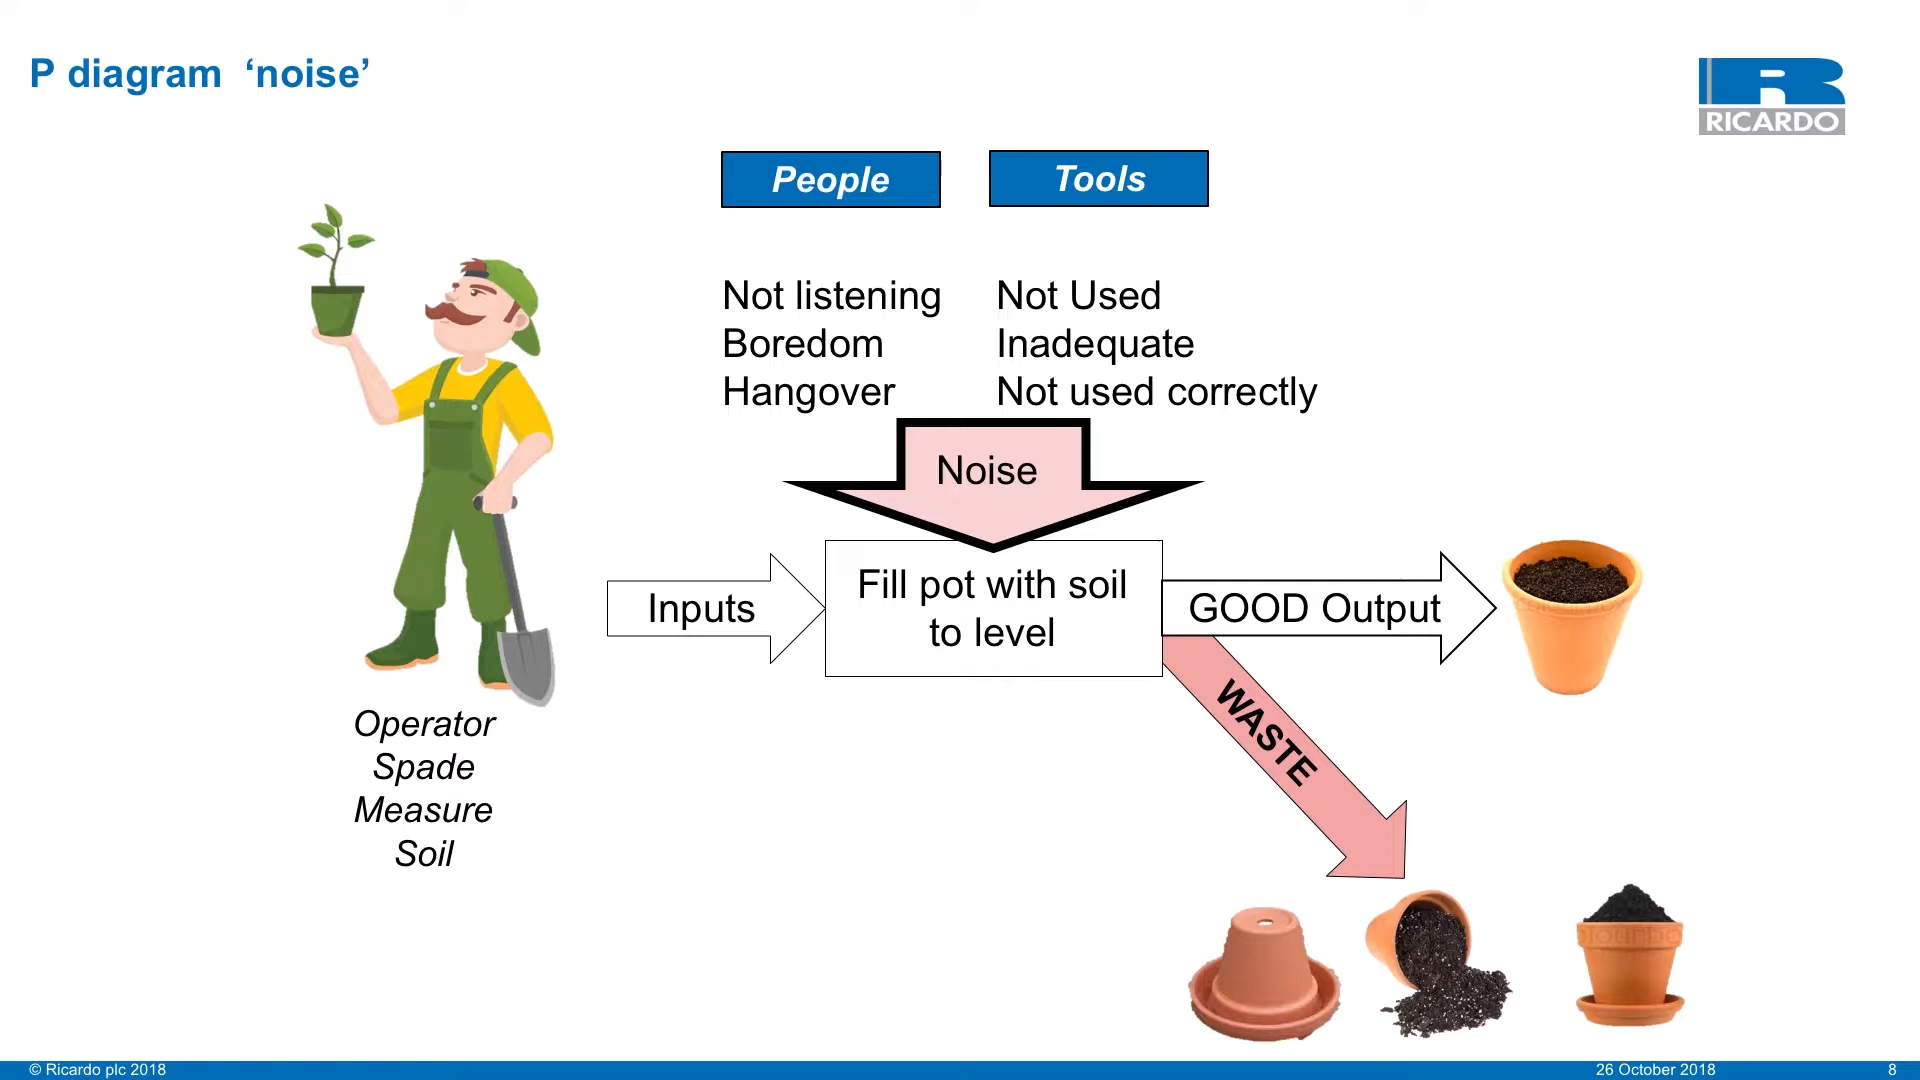 P diagram ‘noise’
RICARDO
People
Tools
Not listening
Boredom
Hangover
Not Used
Inadequate
Not used correctly
Noise
Inputs
Fill pot with soil
to level
GOOD Output
WASTE
Operator
Spade
Measure
Soil
© Ricardo plc 2018
26 October 2018
8